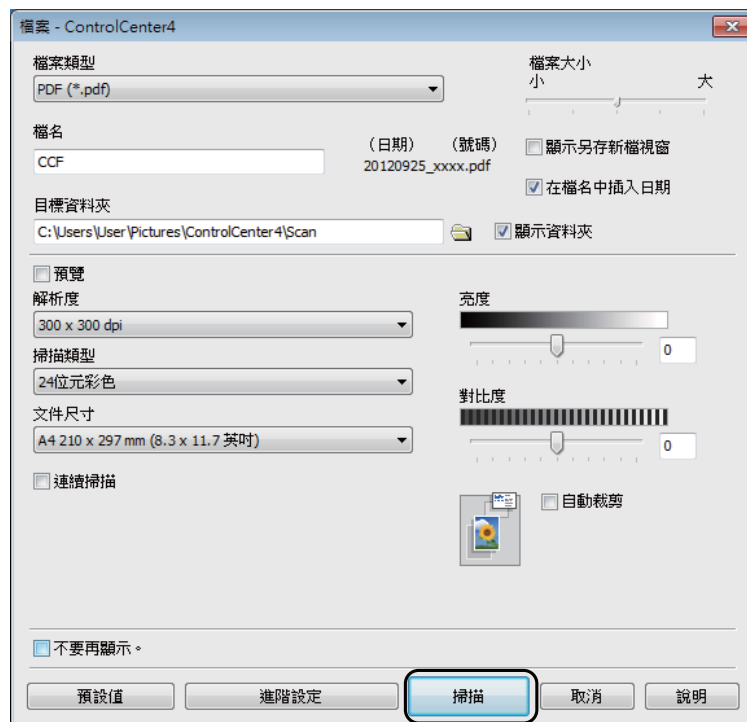 檔案 - ControlCenter4
檔案類型
PDF (*.pdf)
檔案大小
小 大
檔名
CCF
(日期) (號碼)
20120925_xxxx.pdf
顯示另存新檔視窗
在檔名中插入日期
目標資料夾
C:\Users\User\Pictures\ControlCenter4\Scan
顯示資料夾
預覽
解析度
300 x 300 dpi
掃描類型
24位元彩色
文件尺寸
A4 210 x 297 mm (8.3 x 11.7 英吋)
連續掃描
亮度
0
對比度
0
自動裁剪
不要再顯示。
預設值 進階設定 掃描 取消 說明